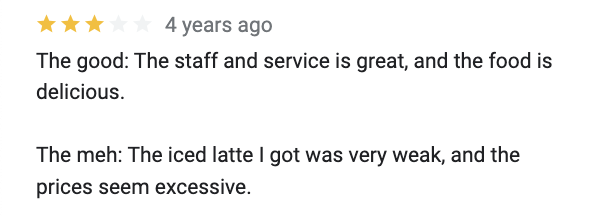 4 years ago
The good: The staff and service is great, and the food is
delicious.
The meh: The iced latte I got was very weak, and the
prices seem excessive.